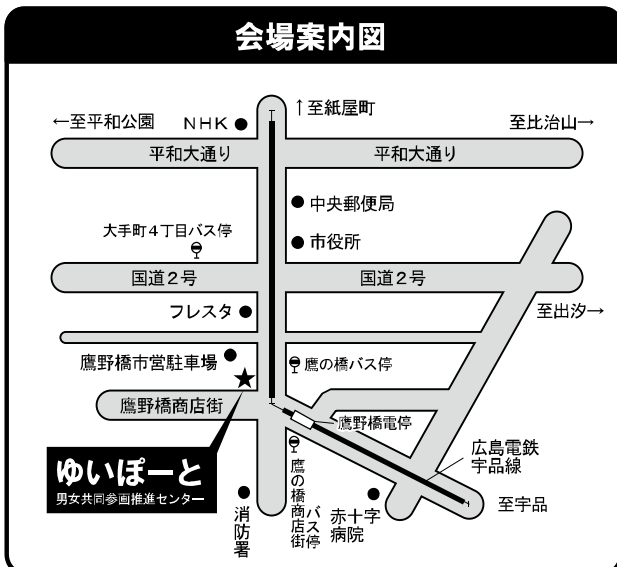 会場案内図
↑至紙屋町
←至平和公園
NHK
至比治山→
平和大通り
平和大通り
中央郵便局
大手町4丁目バス停
市役所
国道2号
国道2号
フレスタ
至出汐→
鷹野橋市営駐車場
鷹の橋バス停
鷹野橋商店街
鷹野橋電停
広島電鉄
宇品線
ゆいぽーと
男女共同参画推進センター
鷹の橋商店街
バス停
至宇品
消防署
赤十字
病院